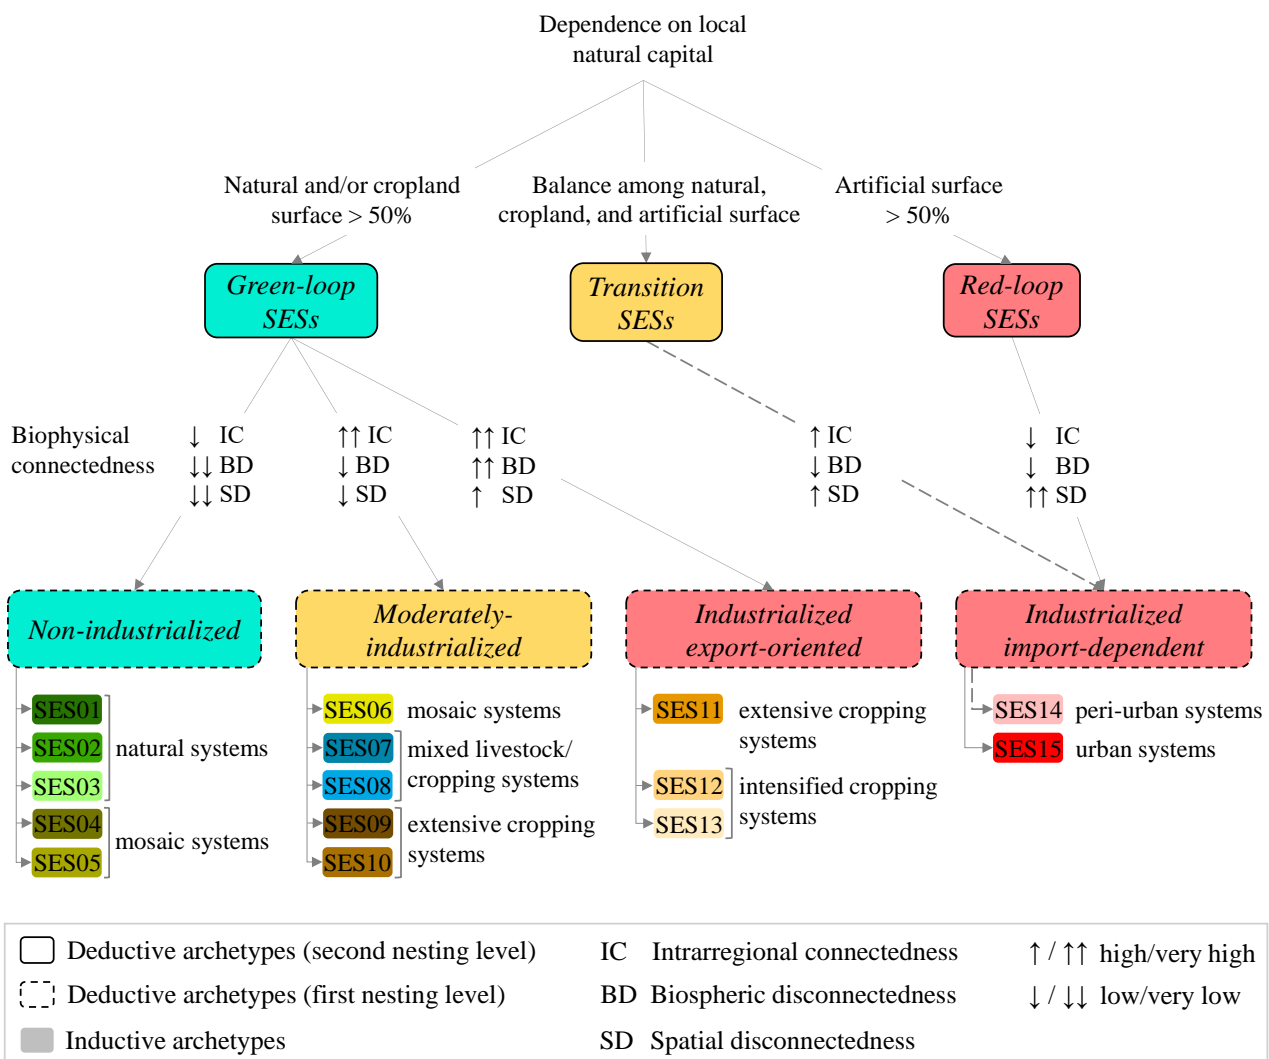 Dependence on local
natural capital
Natural and/or cropland
surface > 50%
Balance among natural,
cropland, and artificial surface
Artificial surface
> 50%
Green-loop
SESs
Transition
SESs
Red-loop
SESs
Biophysical
connectedness
↓ IC
↓↓ BD
↓↓ SD
↑↑ IC
↓ BD
↓ SD
↑↑ IC
↑↑ BD
↑ SD
↑ IC
↓ BD
↑ SD
↓ IC
↓ BD
↑↑ SD
Non-industrialized
Moderately-
industrialized
Industrialized
export-oriented
Industrialized
import-dependent
SES01
SES02
SES03
natural systems
SES04
SES05
mosaic systems
SES06
mosaic systems
SES07
SES08
mixed livestock/
cropping systems
SES09
SES10
extensive cropping
systems
SES11
extensive cropping
systems
SES12
SES13
intensified cropping
systems
SES14
peri-urban systems
SES15
urban systems
Deductive archetypes (second nesting level)
Deductive archetypes (first nesting level)
Inductive archetypes
IC Intrarregional connectedness
BD Biospheric disconnectedness
SD Spatial disconnectedness
↑ / ↑↑ high/very high
↓ / ↓↓ low/very low